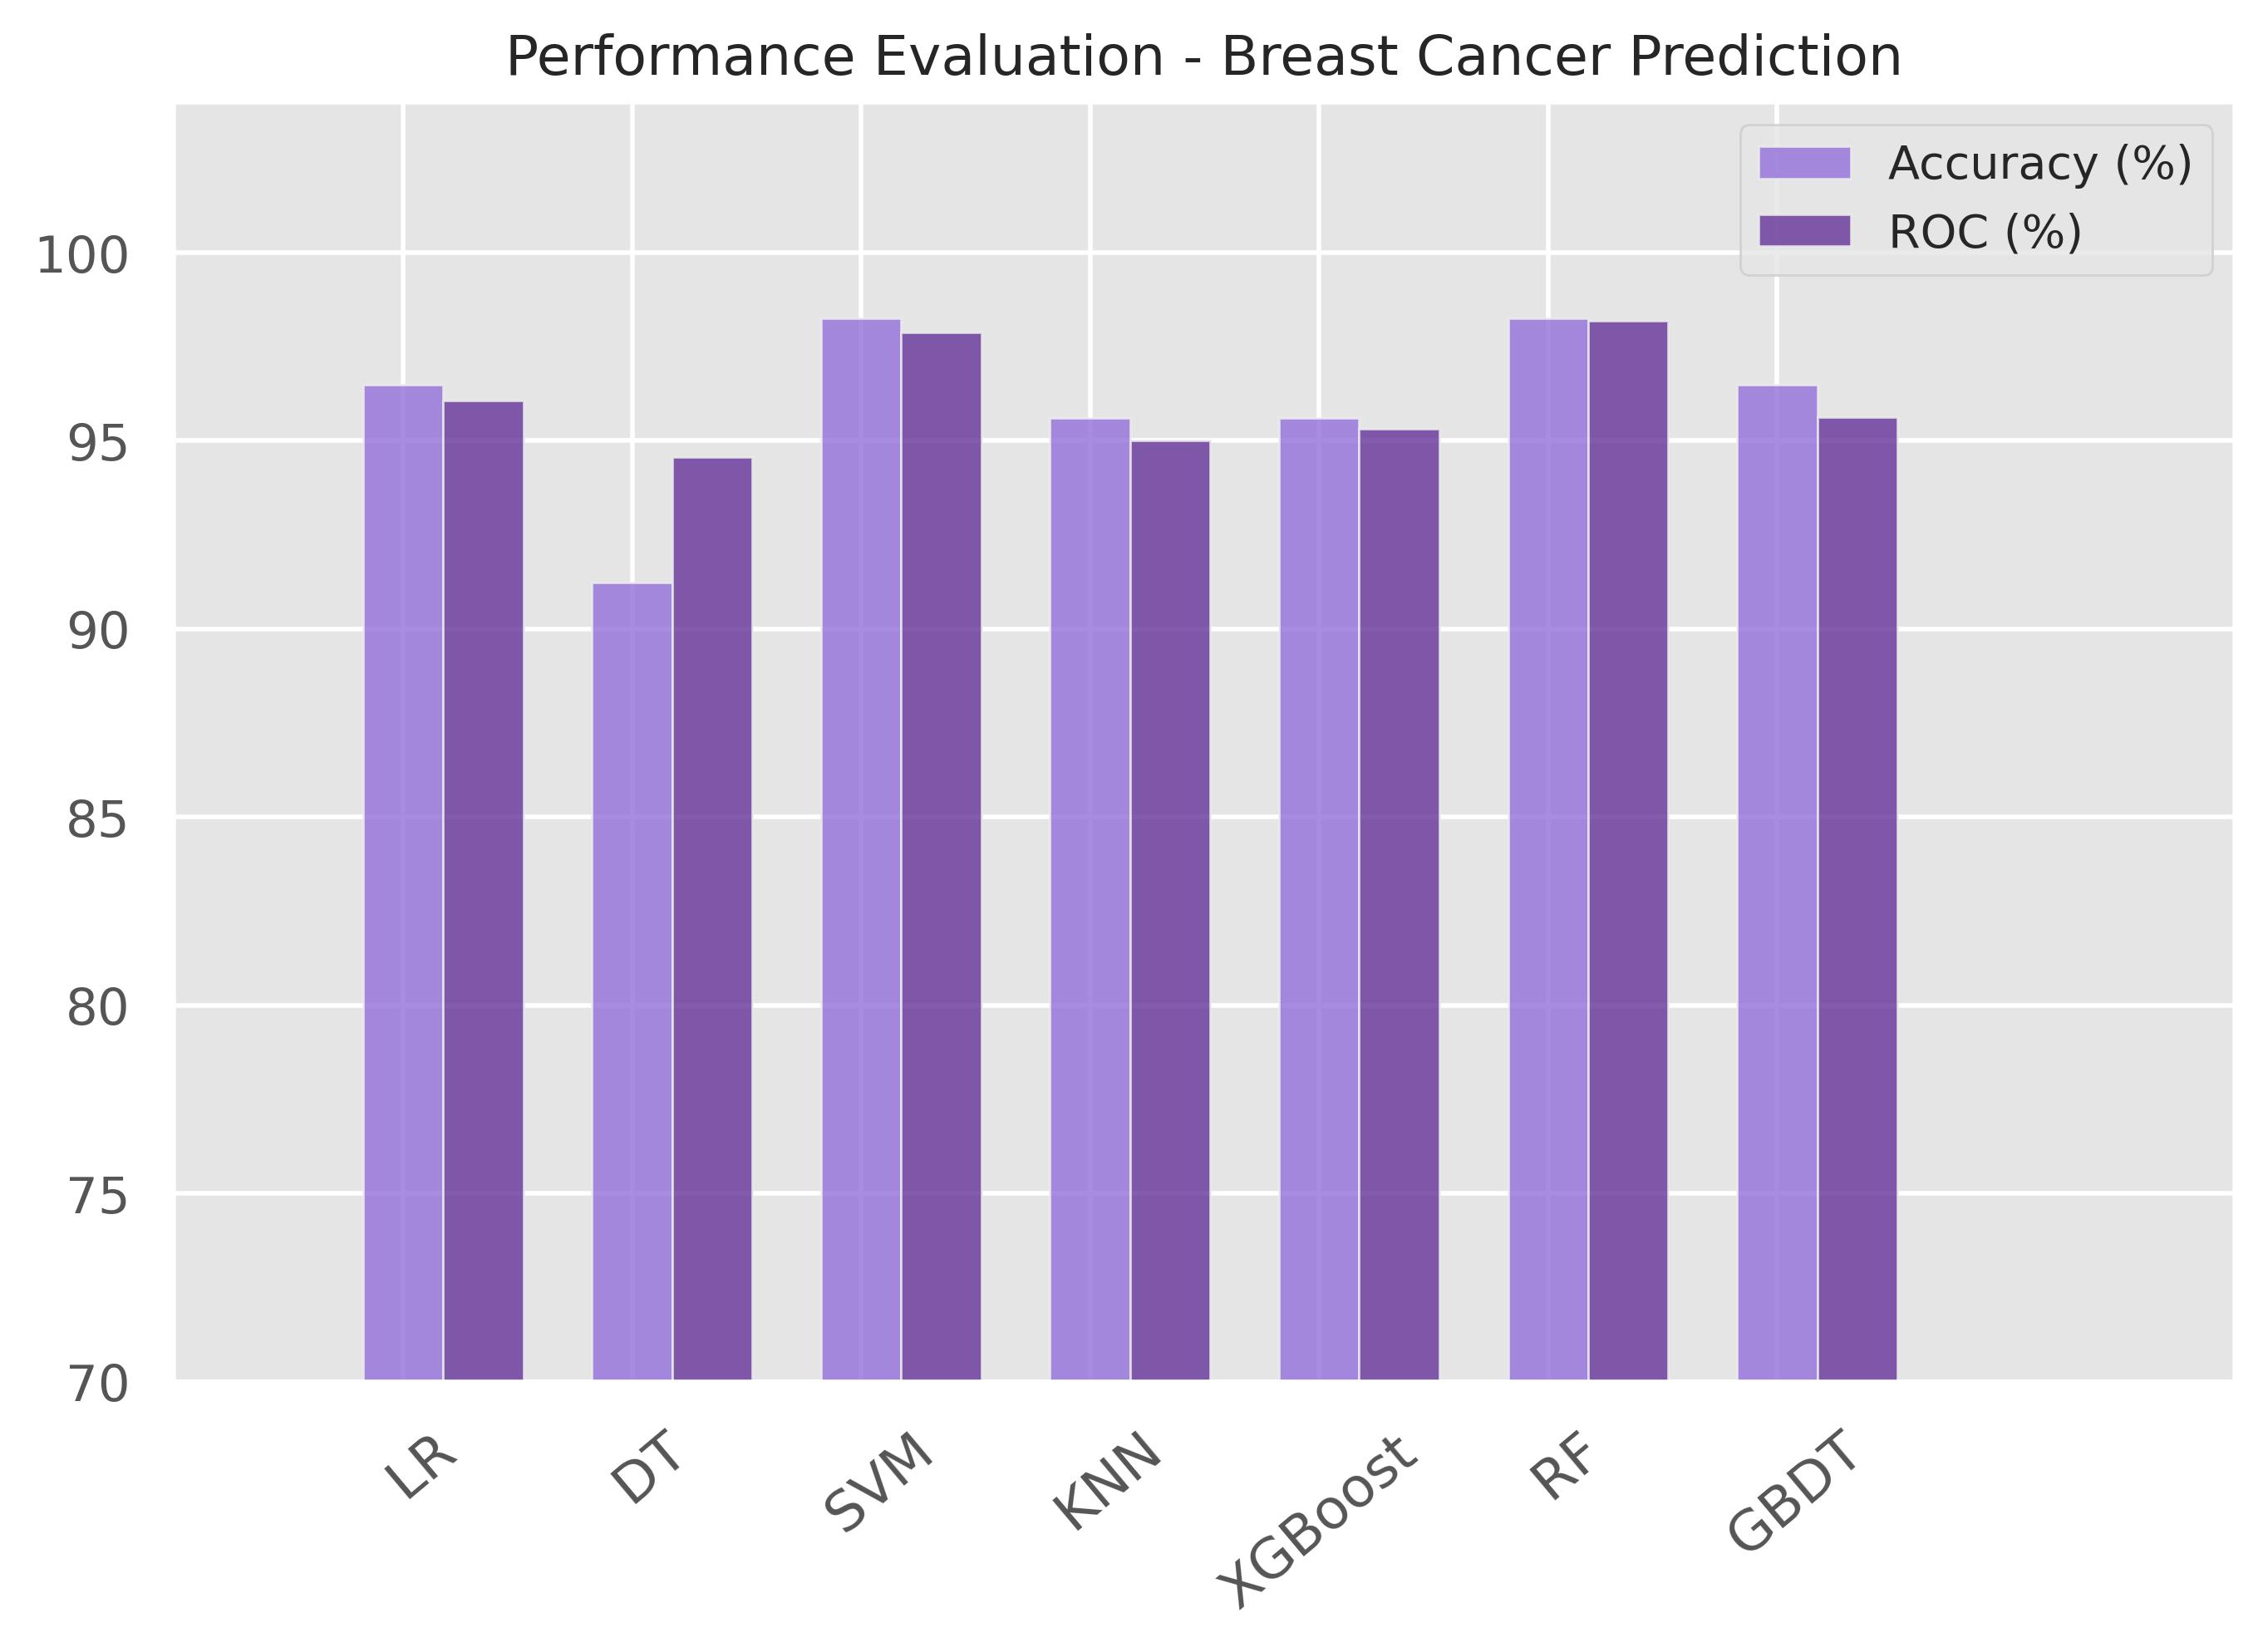 Performance Evaluation - Breast Cancer Prediction
Accuracy (%)
ROC (%)
100
95
90
85
80
75
70
LR
DT
SVM
KNN
XGBoost
RF
GBDT